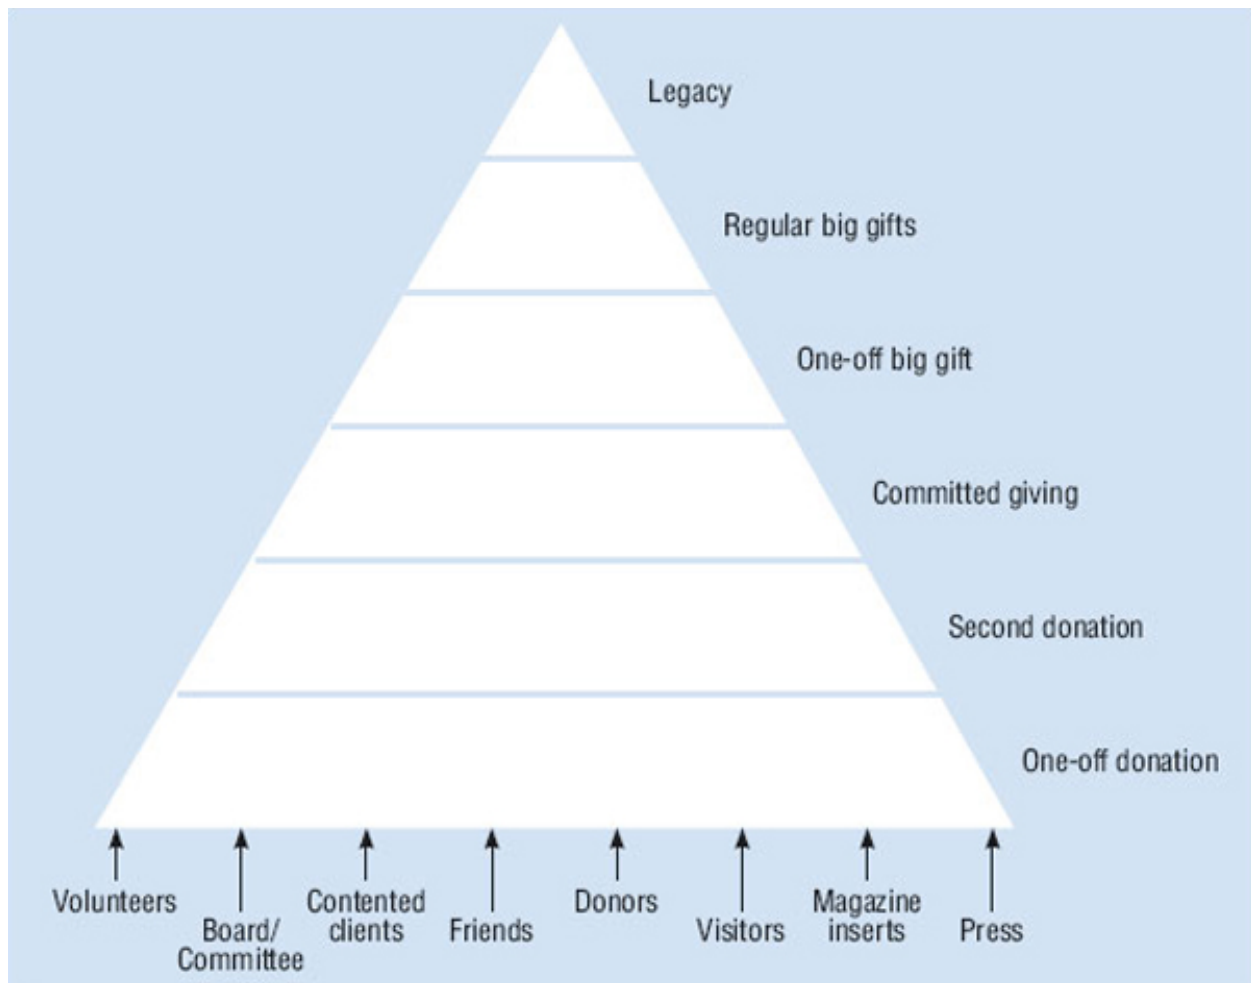 Legacy
Regular big gifts
One-off big gift
Committed giving
Second donation
One-off donation
Volunteers
Board/
Committee
Contented
clients
Friends
Donors
Visitors
Magazine
inserts
Press